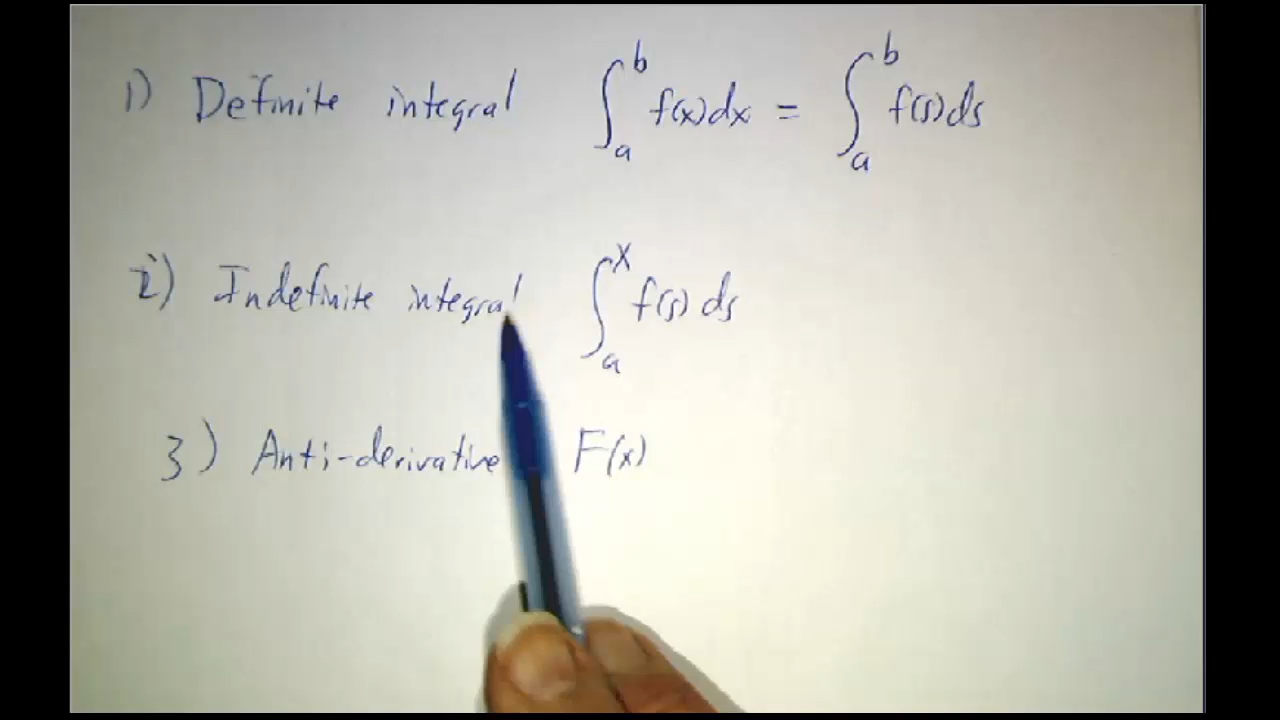 1) Definite integral ∫_a^b f(x)dx = ∫_a^b f(s)ds
2) Indefinite integral ∫_a^x f(s) ds
3) Anti-derivative F(x)